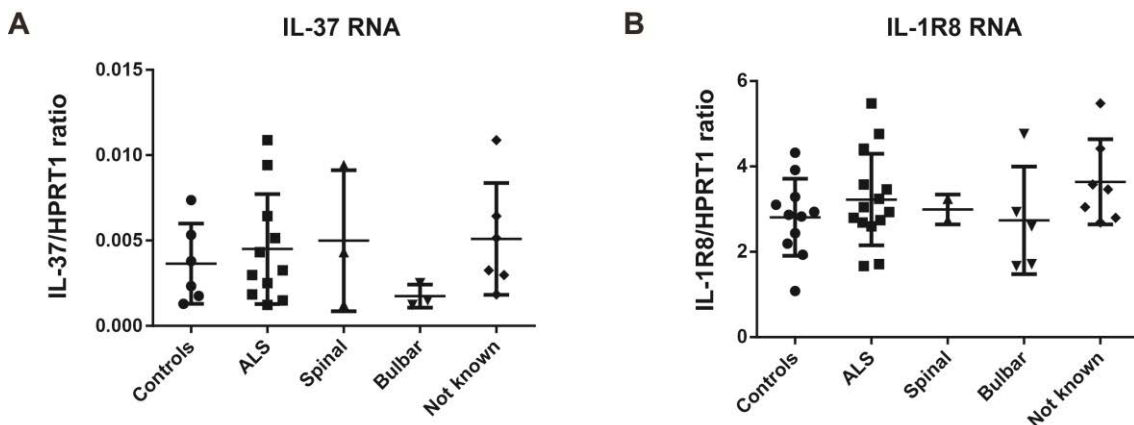 A
IL-37 RNA
IL-37/HPRT1 ratio
0.015
0.010
0.005
0.000
Controls
ALS
Spinal
Bulbar
Not known
B
IL-1R8 RNA
IL-1R8/HPRT1 ratio
6
4
2
0
Controls
ALS
Spinal
Bulbar
Not known